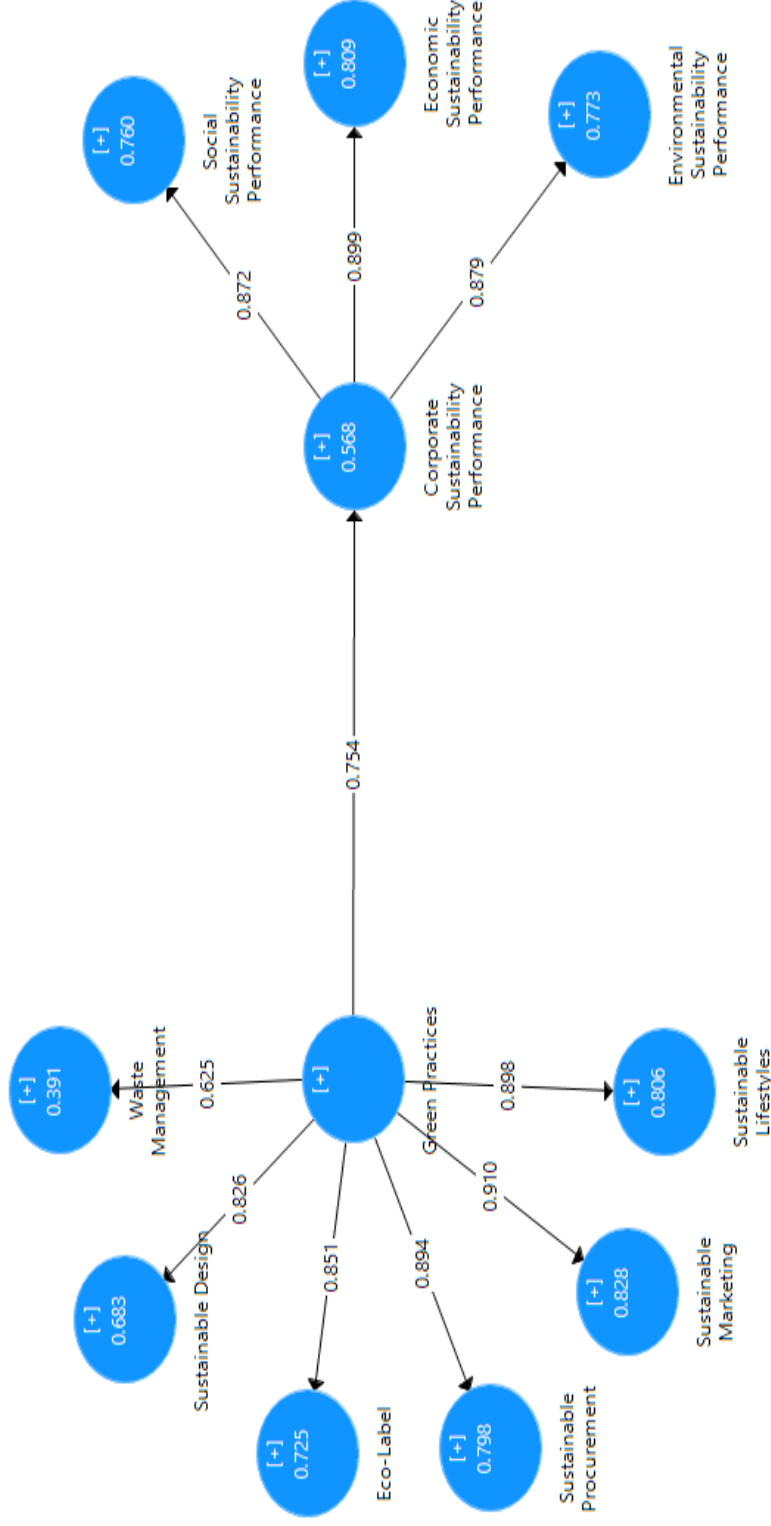 [+]
0.391
Waste
Management
[+]
0.683
Sustainable Design
[+]
0.725
Eco-Label
[+]
0.798
Sustainable
Procurement
[+]
0.828
Sustainable
Marketing
[+]
0.806
Sustainable
Lifestyles
0.625
0.826
0.851
0.894
0.910
0.898
[+]
Green Practices
0.754
[+]
0.568
Corporate
Sustainability
Performance
0.872
0.899
0.879
[+]
0.760
Social
Sustainability
Performance
[+]
0.809
Economic
Sustainability
Performance
[+]
0.773
Environmental
Sustainability
Performance